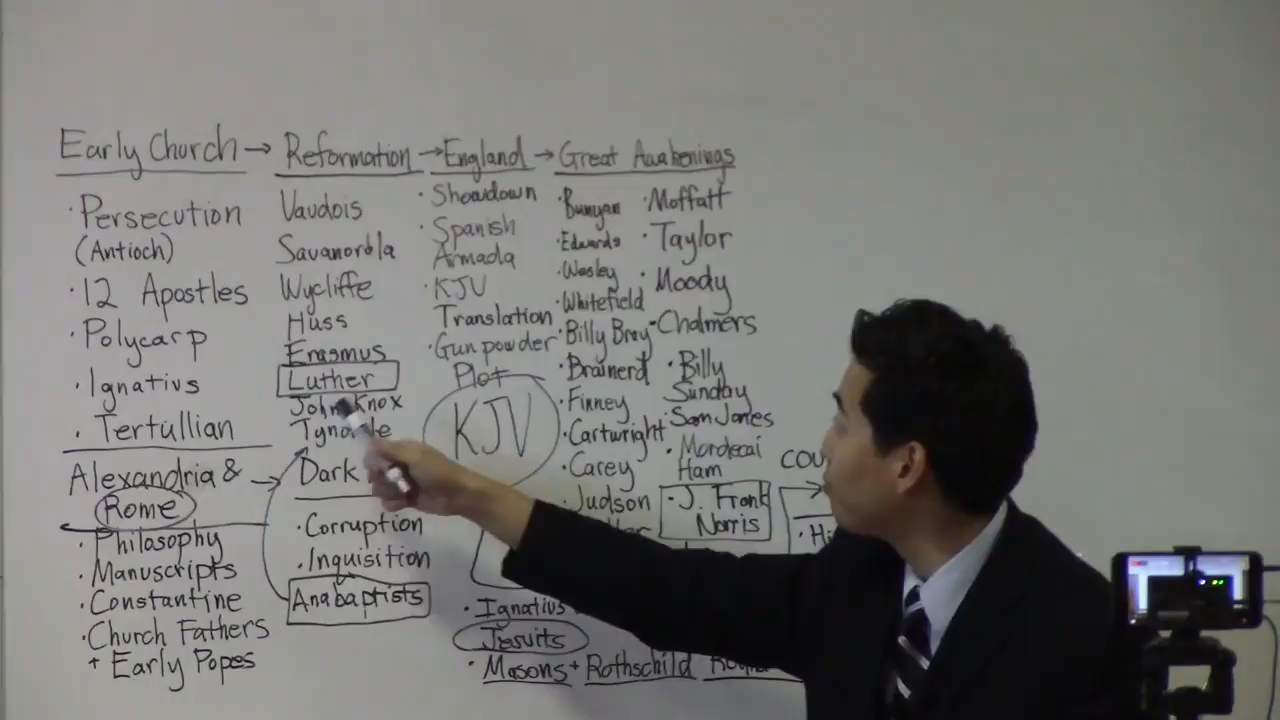 Early Church → Reformation → England → Great Awakenings
· Persecution
(Antioch)
· 12 Apostles
· Polycarp
· Ignatius
· Tertullian
Alexandria &
Rome
· Philosophy
· Manuscripts
· Constantine
· Church Fathers
+ Early Popes
Vaudois
Savanorola
Wycliffe
Huss
Erasmus
Luther
John Knox
Dark
· Corruption
· Inquisition
Anabaptists
· Showdown
· Spanish
Armada
· KJV
Translation
· Gunpowder
Plot
KJV
· Ignatius
Jesuits
· Masons + Rothschild
· Bunyan
· Edwards
· Wesley
· Whitefield
· Billy Bray
· Brainerd
· Finney
· Cartwright
· Carey
· Judson
· Moffatt
· Taylor
· Moody
· Chalmers
· Billy
Sunday
· Sam Jones
· Mordecai
Ham
· J. Frank
Norris